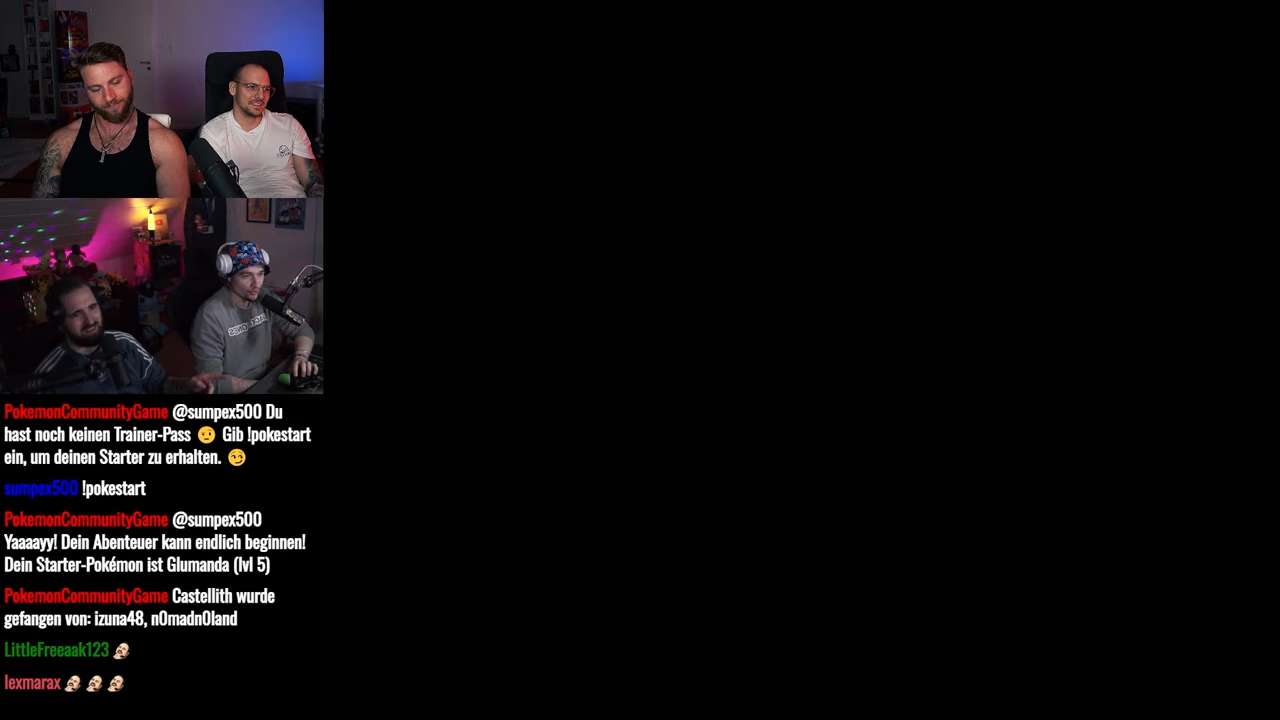 PokemonCommunityGame @sumpex500 Du
hast noch keinen Trainer-Pass Gib !pokestart
ein, um deinen Starter zu erhalten.
sumpex500 !pokestart
PokemonCommunityGame @sumpex500
Yaaaayy! Dein Abenteuer kann endlich beginnen!
Dein Starter-Pokémon ist Glumanda (lvl 5)
PokemonCommunityGame Castellith wurde
gefangen von: izuna48, n0madn0land
LittleFreeaak123
lexmarax